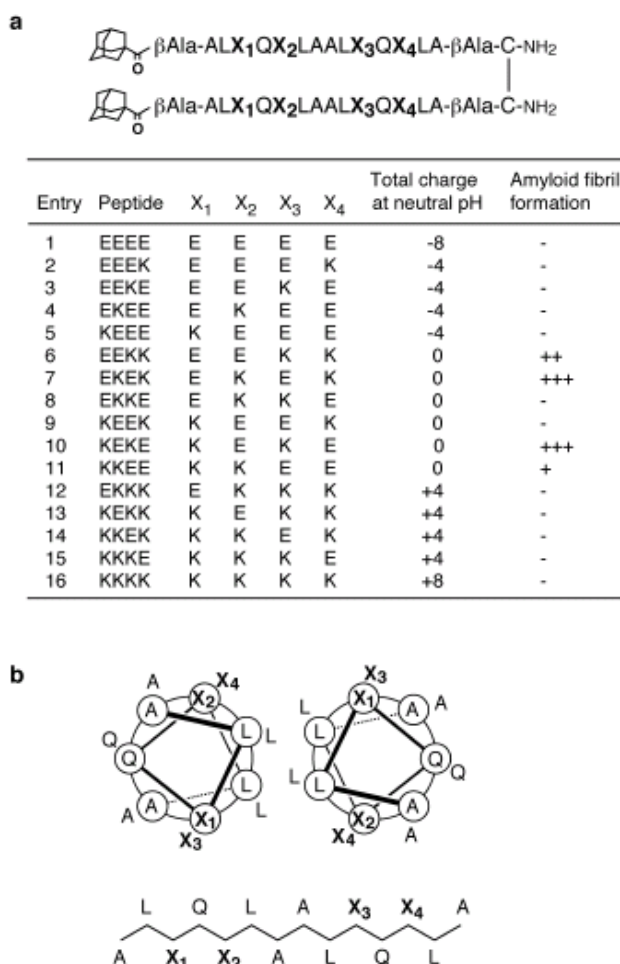 a
βAla-ALX1QX2LAALX3QX4LA-βAla-C-NH2
O
βAla-ALX1QX2LAALX3QX4LA-βAla-C-NH2
O
Total charge Amyloid fibril
Entry Peptide X1 X2 X3 X4 at neutral pH formation
1 EEEE E E E E -8 -
2 EEEK E E E K -4 -
3 EEKE E E K E -4 -
4 EKEE E K E E -4 -
5 KEEE K E E E -4 -
6 EEKK E E K K 0 ++
7 EKEK E K E K 0 +++
8 EKKE E K K E 0 -
9 KEEK K E E K 0 -
10 KEKE K E K E 0 +++
11 KKEE K K E E 0 +
12 EKKK E K K K +4 -
13 KEKK K E K K +4 -
14 KKEK K K E K +4 -
15 KKKE K K K E +4 -
16 KKKK K K K K +8 -
b
X4 X3
A X2 X1
A L A A
Q L L
Q L L Q Q
A L L A
A X1 X2 A
X3 L X4
L Q L A X3 X4 A
A X1 X2 A L Q L